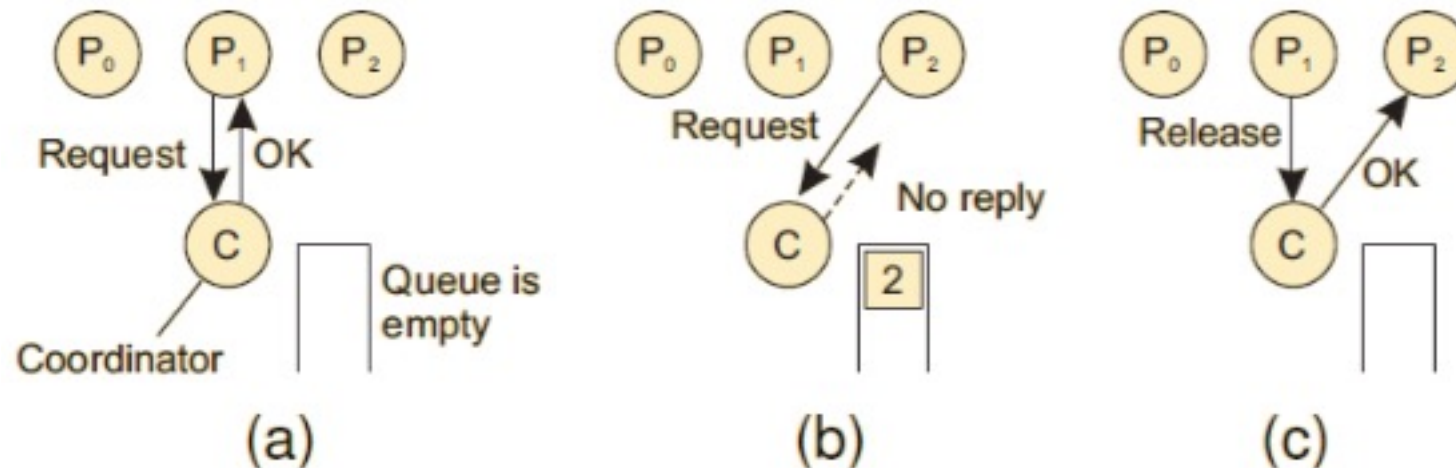 P₀ P₁ P₂
Request OK
C
Queue is
empty
Coordinator
(a)
P₀ P₁ P₂
Request
No reply
C
2
(b)
P₀ P₁ P₂
Release
OK
C
(c)